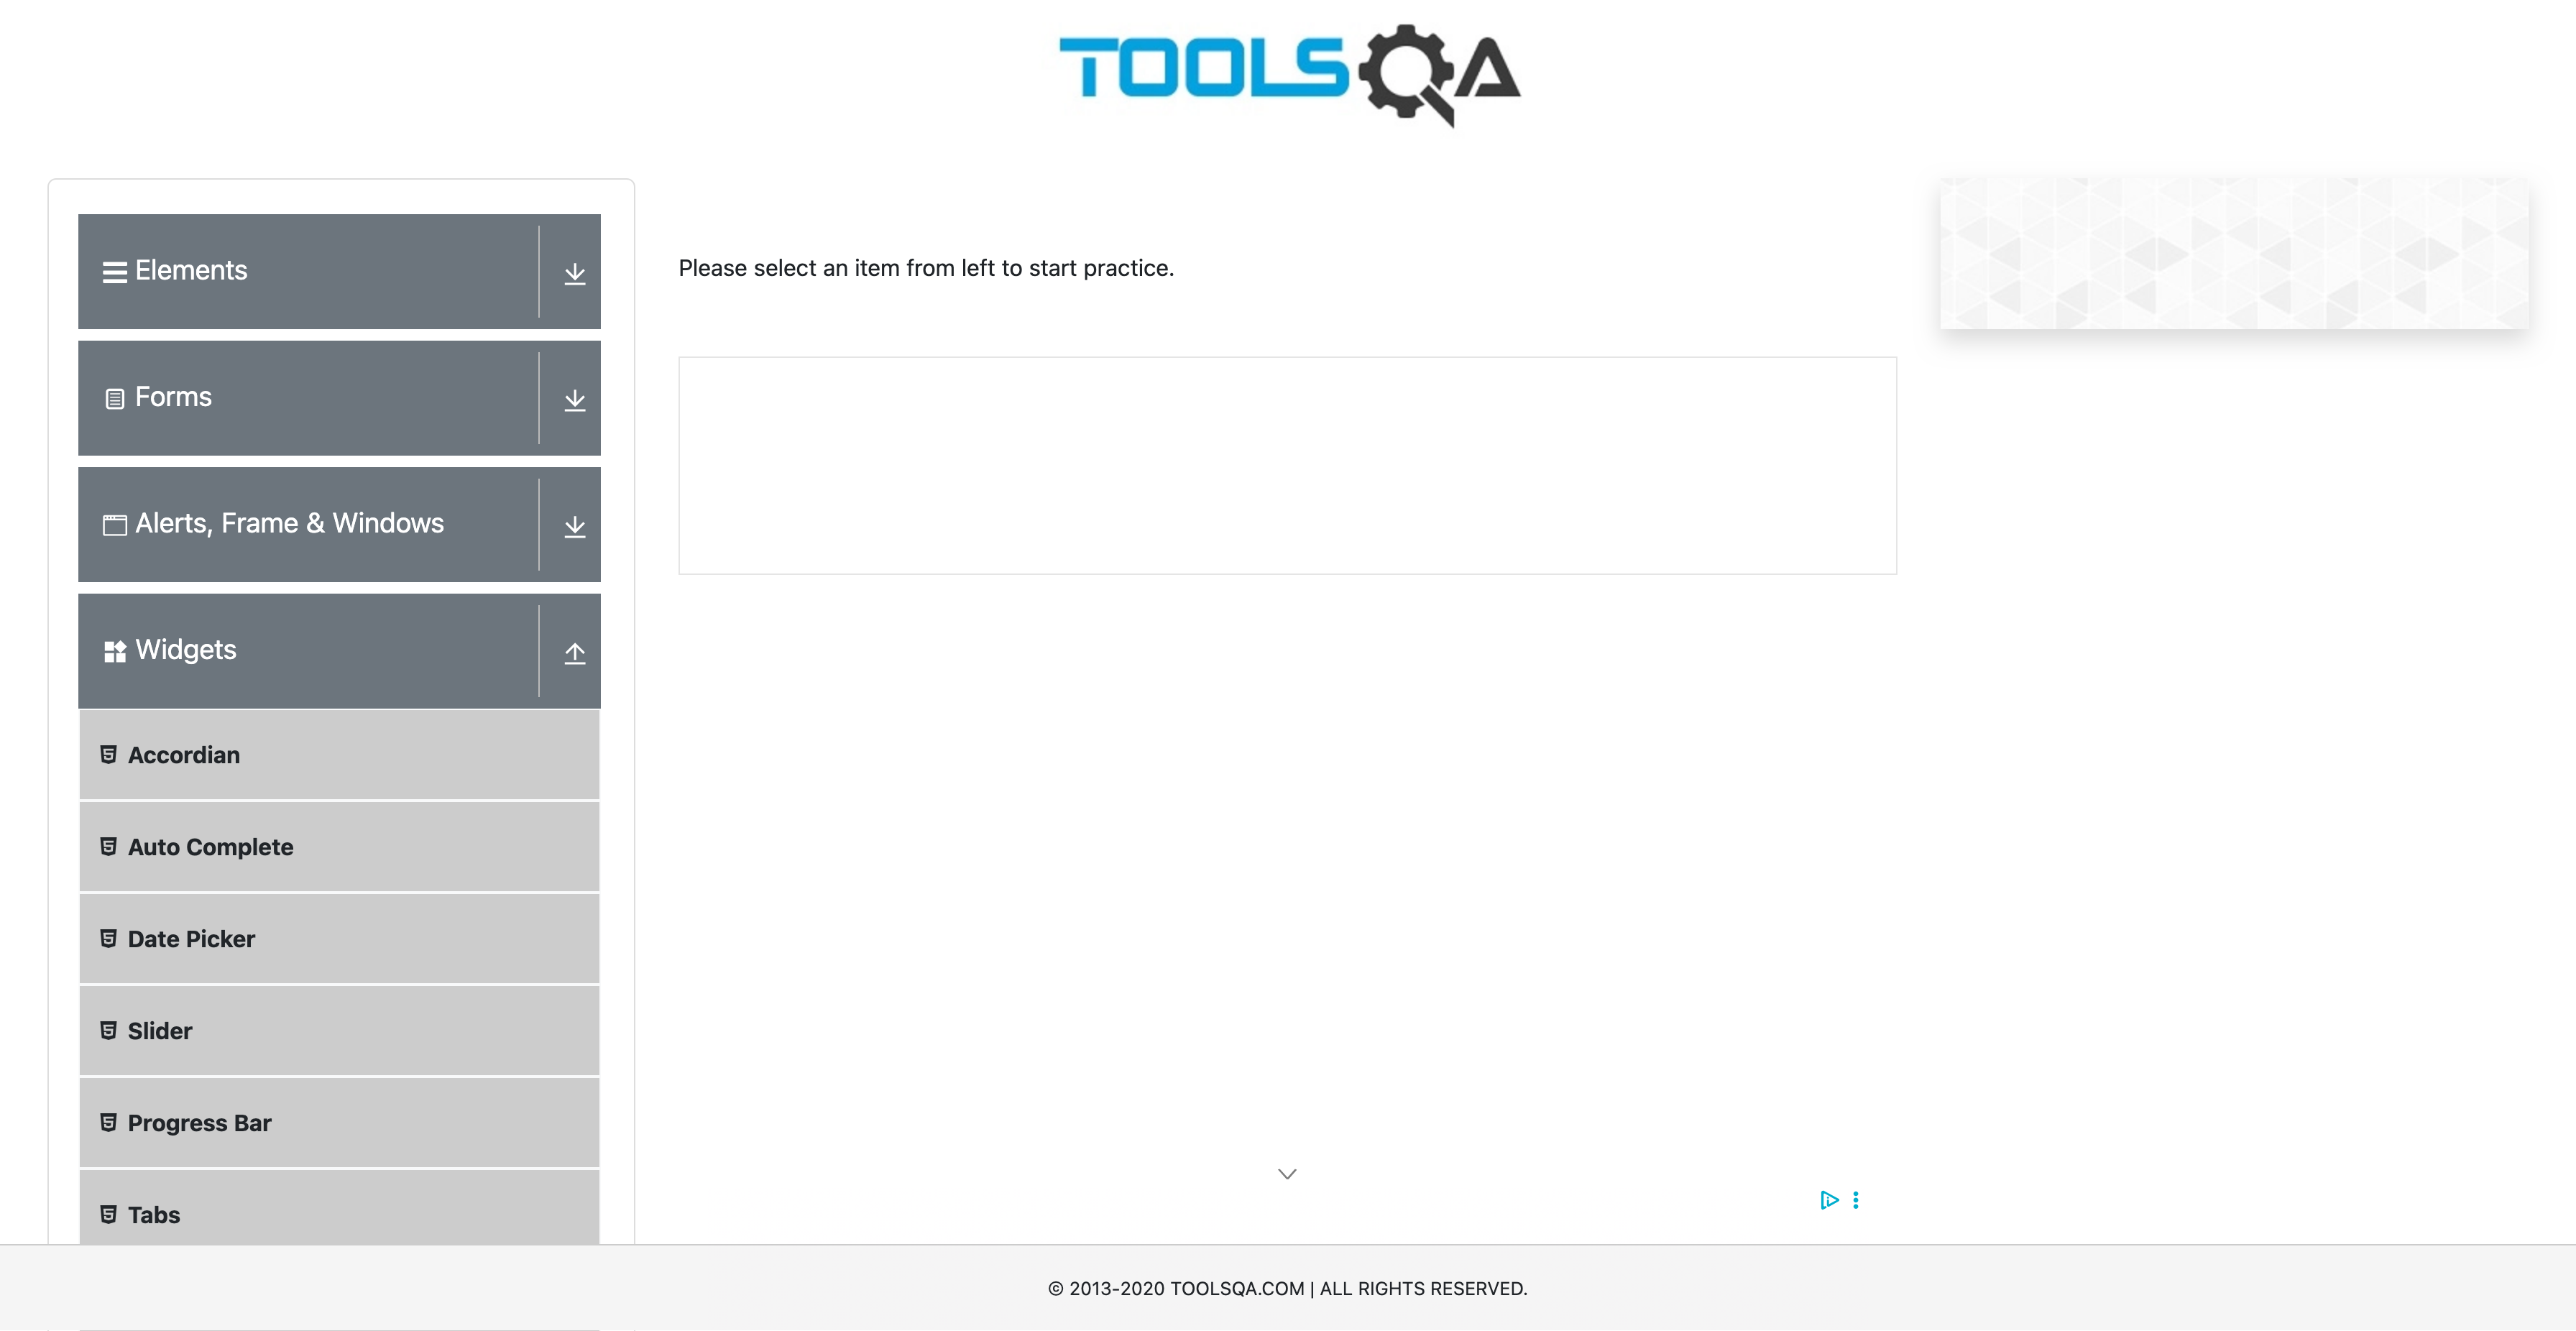 TOOLSQA
Elements
Forms
Alerts, Frame & Windows
Widgets
Accordian
Auto Complete
Date Picker
Slider
Progress Bar
Tabs
Please select an item from left to start practice.
© 2013-2020 TOOLSQA.COM | ALL RIGHTS RESERVED.